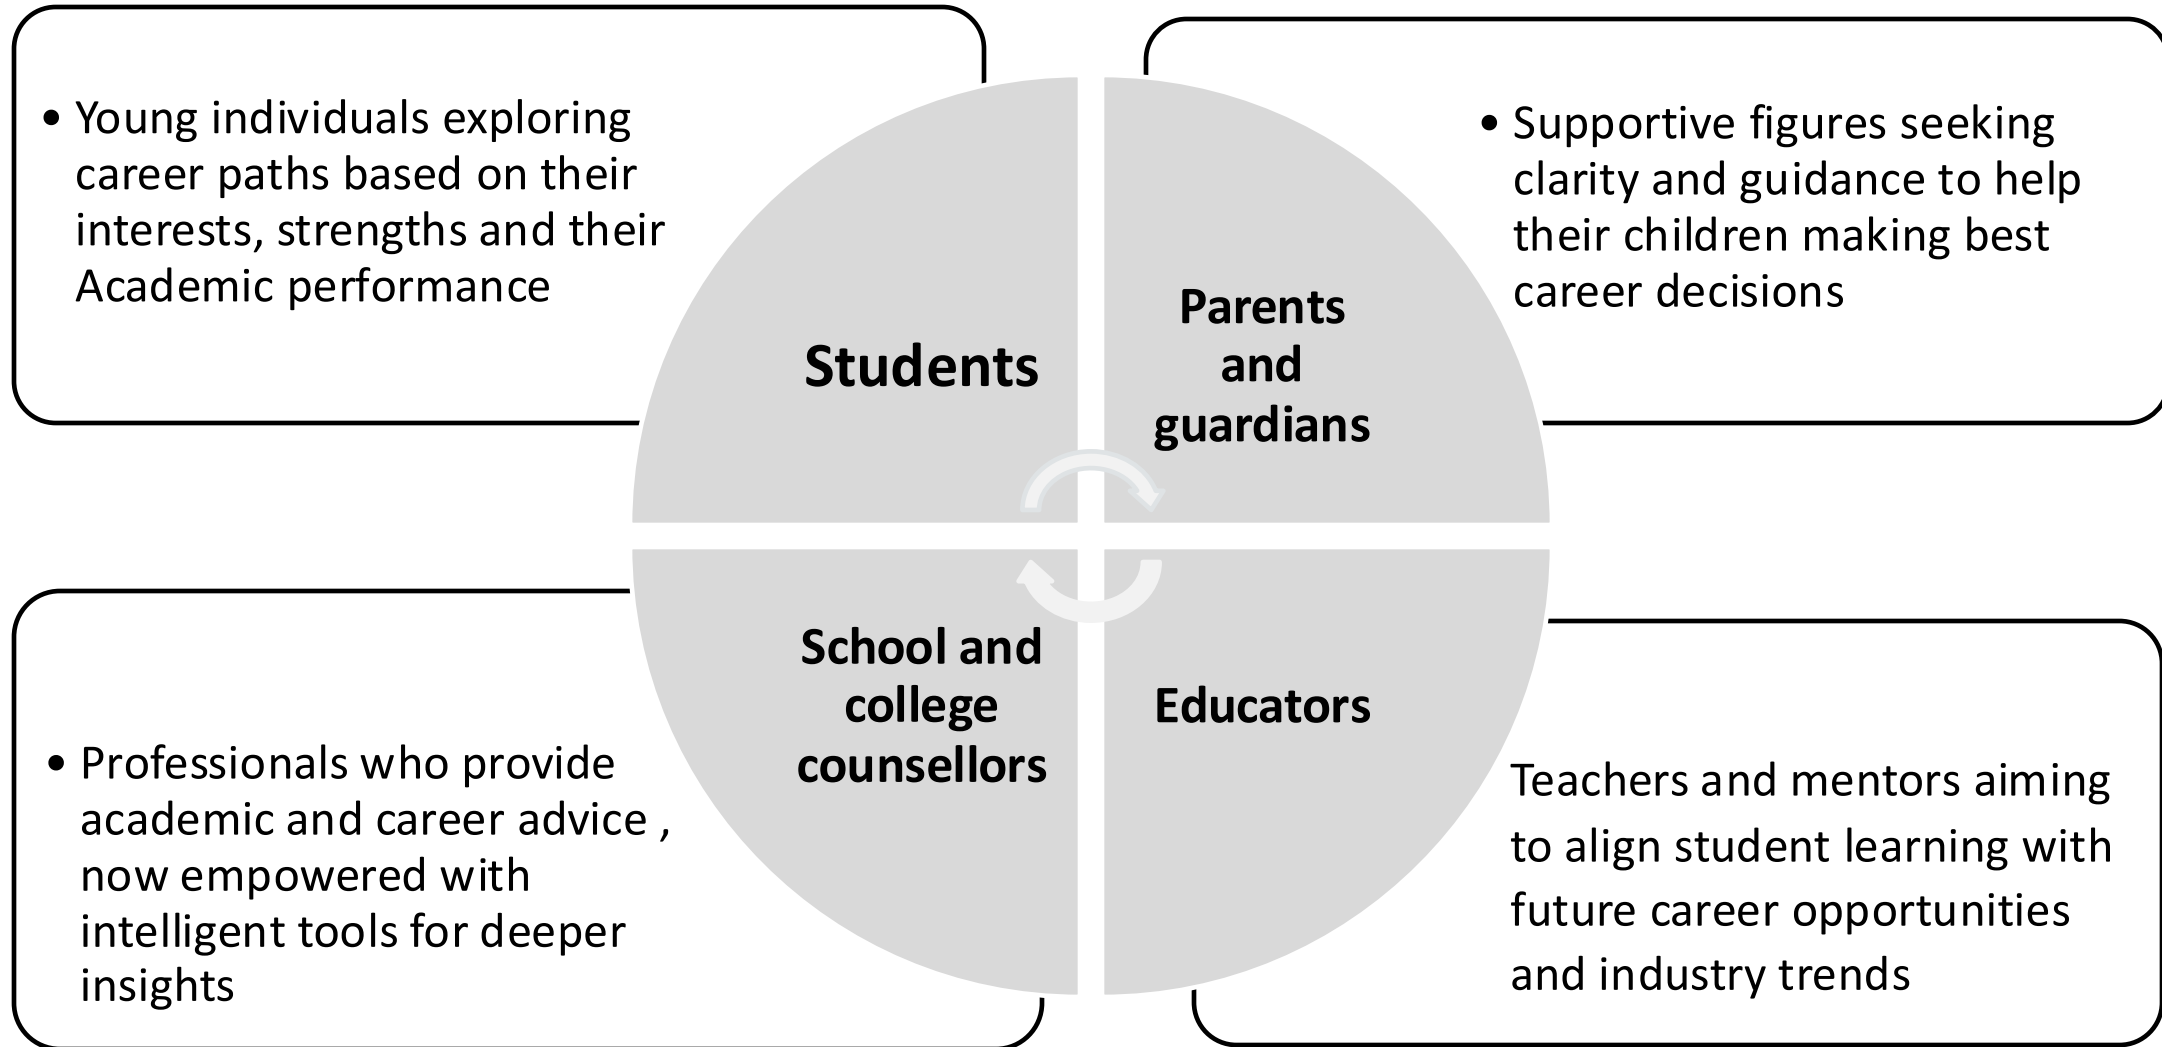 • Young individuals exploring
career paths based on their
interests, strengths and their
Academic performance
Students
Parents
and
guardians
• Supportive figures seeking
clarity and guidance to help
their children making best
career decisions
• Professionals who provide
academic and career advice ,
now empowered with
intelligent tools for deeper
insights
School and
college
counsellors
Educators
Teachers and mentors aiming
to align student learning with
future career opportunities
and industry trends